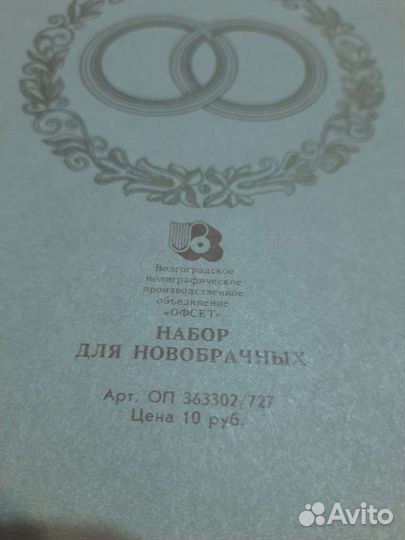 Волгоградское
полиграфическое
производственное
объединение
«ОФСЕТ»
НАБОР
ДЛЯ НОВОБРАЧНЫХ
Арт. ОП 363302/727
Цена 10 руб.
Avito